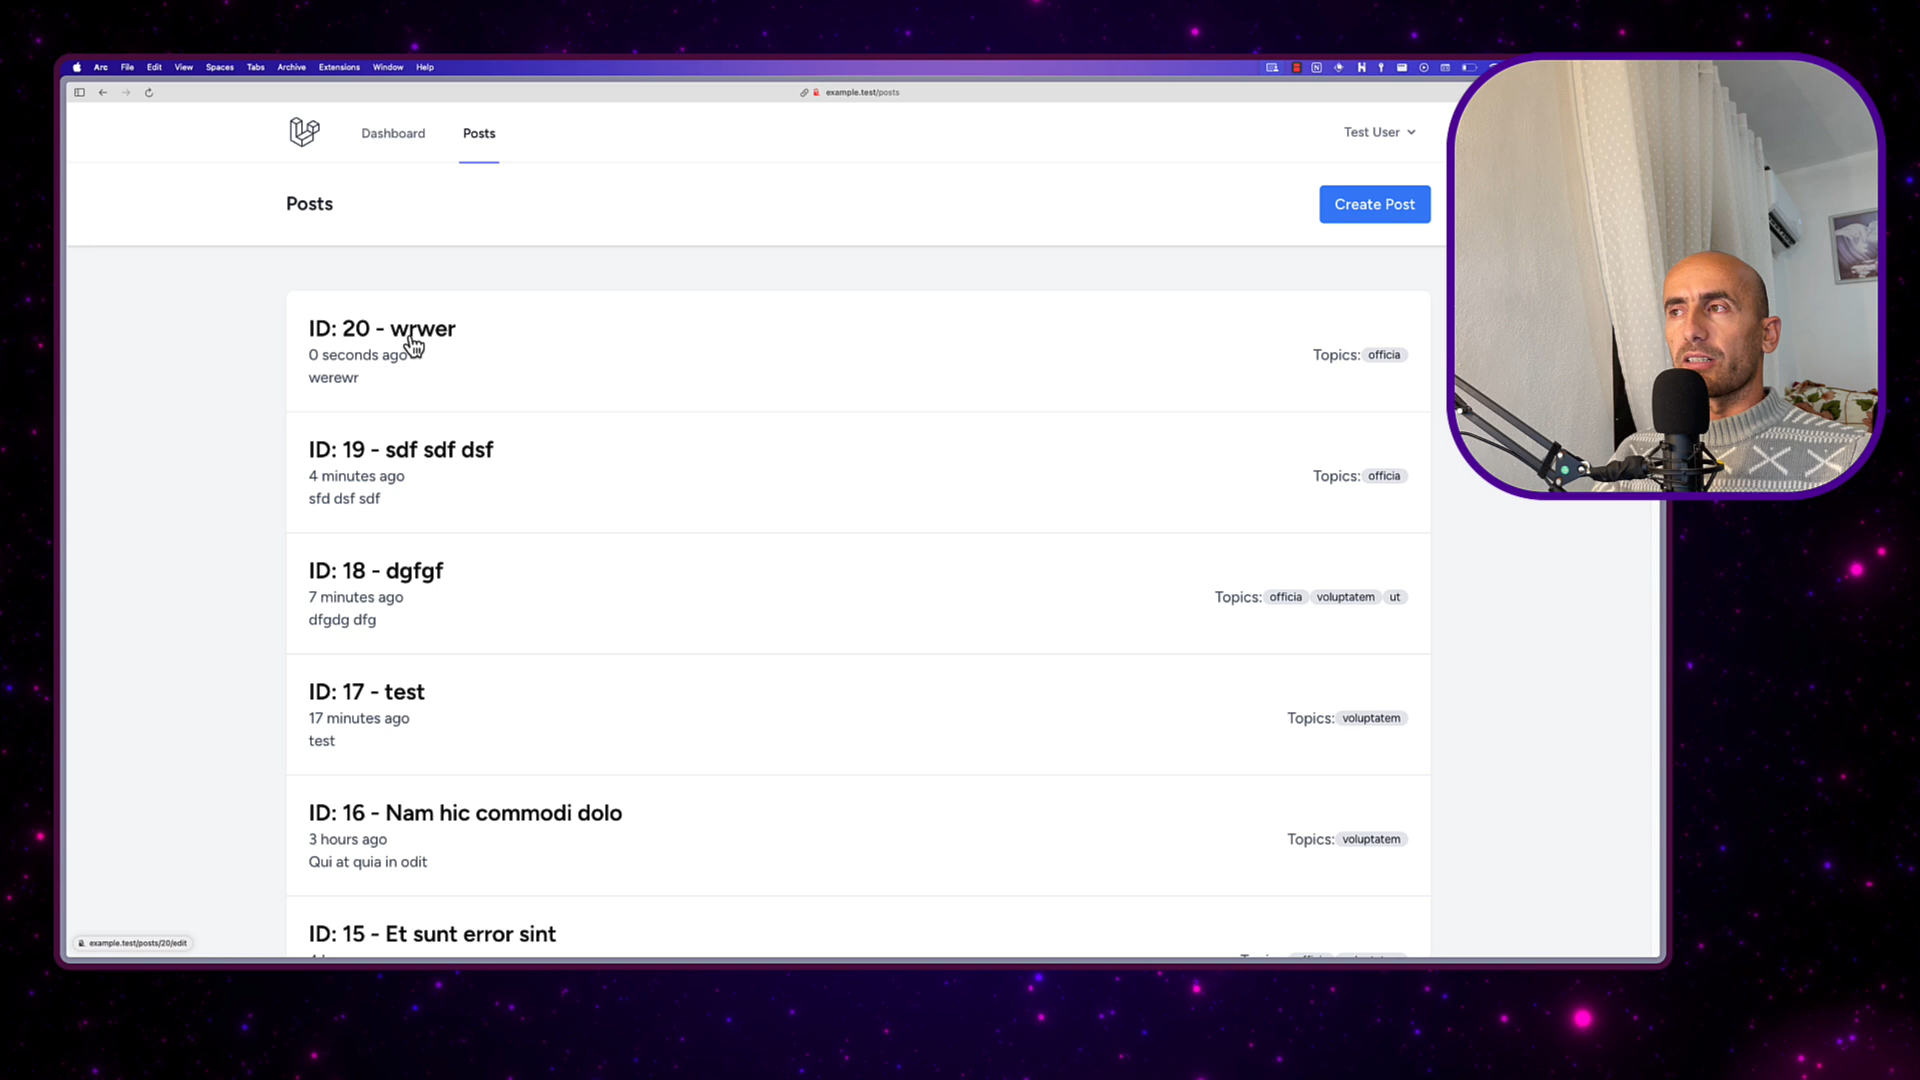 Arc File Edit View Spaces Tabs Archive Extensions Window Help
example.test/posts
Dashboard Posts
Test User
Posts
Create Post
ID: 20 - wrwer
0 seconds ago
werewr
Topics: officia
ID: 19 - sdf sdf dsf
4 minutes ago
sfd dsf sdf
Topics: officia
ID: 18 - dgfgf
7 minutes ago
dfgdg dfg
Topics: officia voluptatem ut
ID: 17 - test
17 minutes ago
test
Topics: voluptatem
ID: 16 - Nam hic commodi dolo
3 hours ago
Qui at quia in odit
Topics: voluptatem
ID: 15 - Et sunt error sint
example.test/posts/20/edit